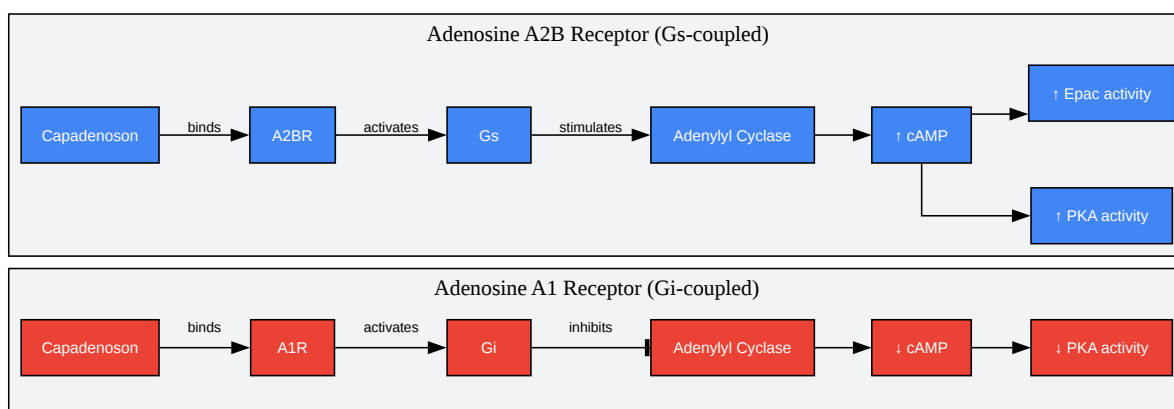 Adenosine A2B Receptor (Gs-coupled)
↑ Epac activity
Capadenoson binds A2BR activates Gs stimulates Adenylyl Cyclase ↑ cAMP
↑ PKA activity
Adenosine A1 Receptor (Gi-coupled)
Capadenoson binds A1R activates Gi inhibits Adenylyl Cyclase ↓ cAMP ↓ PKA activity